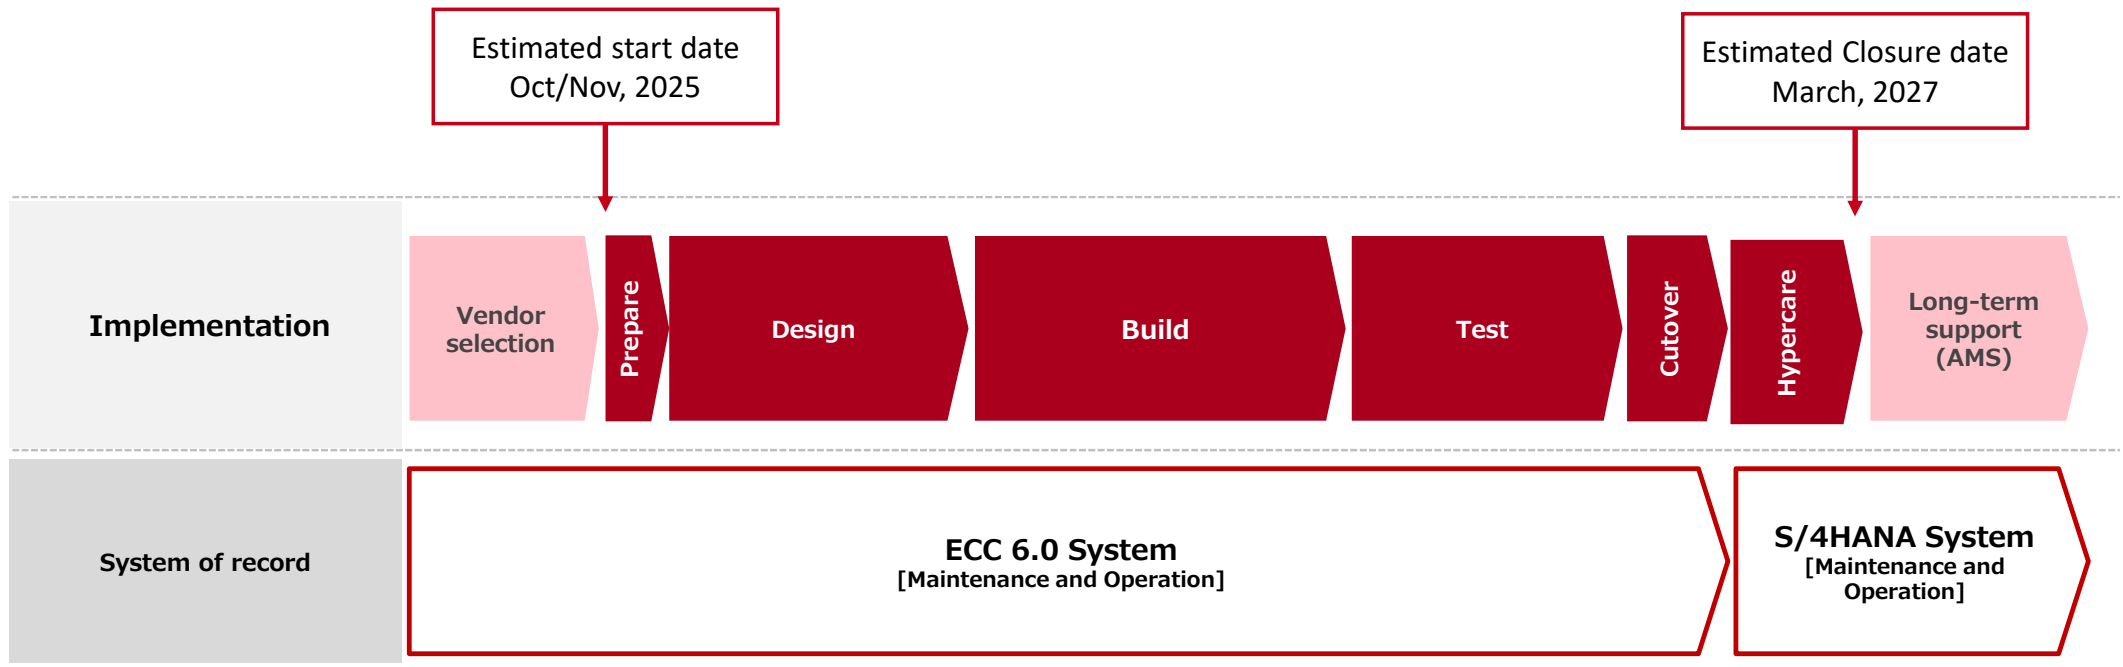 Estimated start date
Oct/Nov, 2025
Estimated Closure date
March, 2027
Implementation
Vendor
selection
Prepare
Design
Build
Test
Cutover
Hypercare
Long-term
support
(AMS)
System of record
ECC 6.0 System
[Maintenance and Operation]
S/4HANA System
[Maintenance and
Operation]